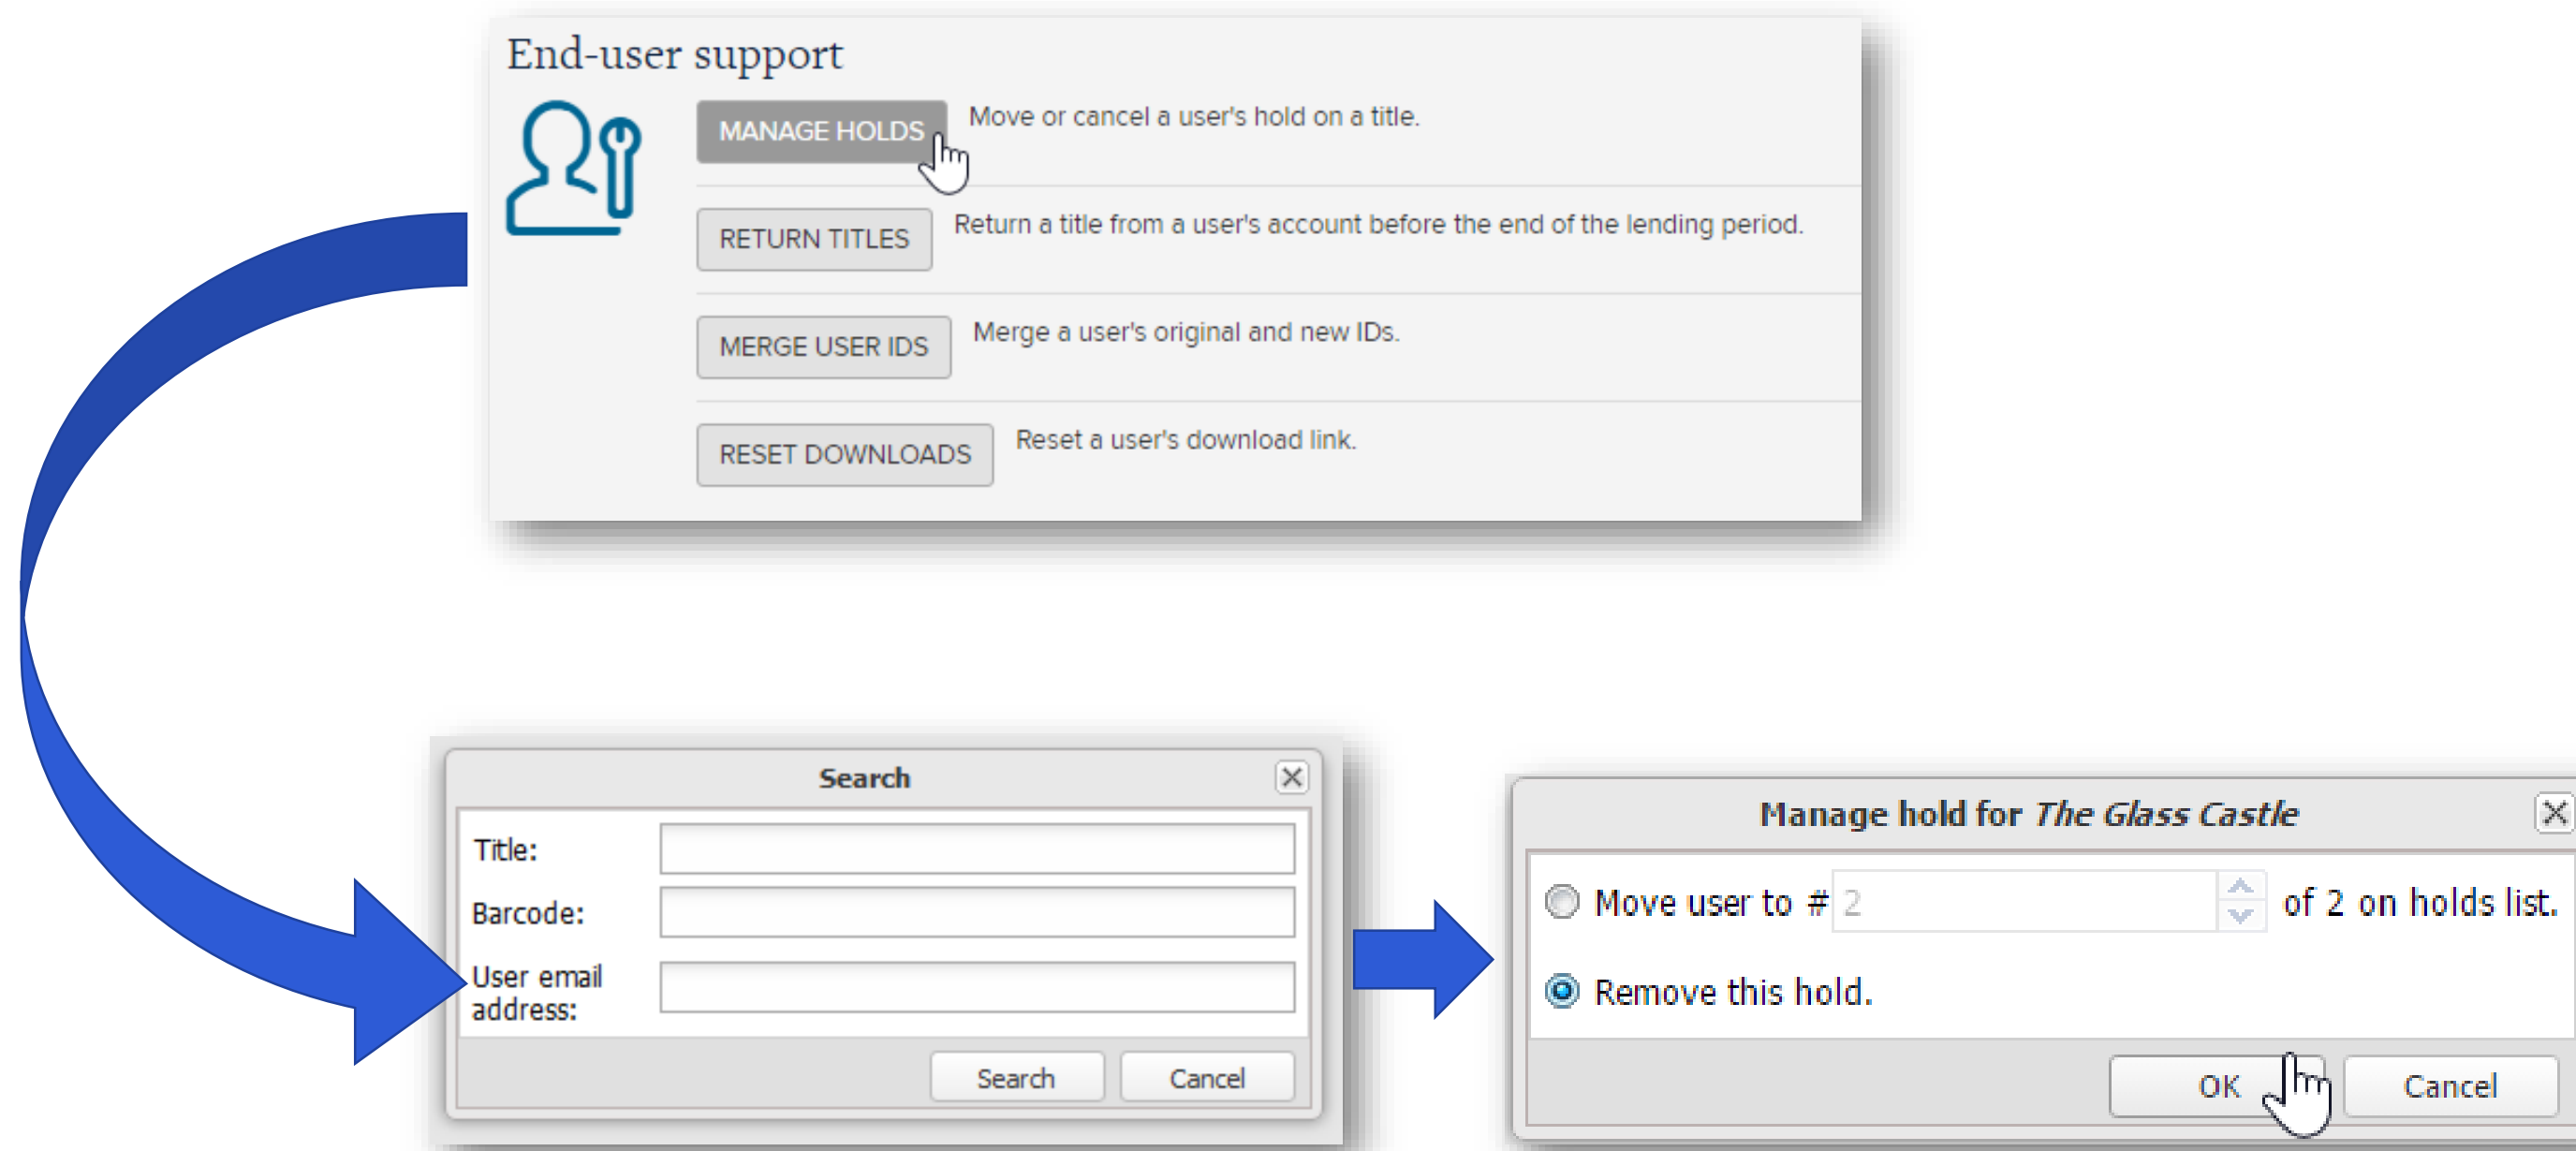 End-user support
MANAGE HOLDS Move or cancel a user's hold on a title.
RETURN TITLES Return a title from a user's account before the end of the lending period.
MERGE USER IDS Merge a user's original and new IDs.
RESET DOWNLOADS Reset a user's download link.
Search
Title:
Barcode:
User email
address:
Search Cancel
Manage hold for The Glass Castle
Move user to # 2 of 2 on holds list.
Remove this hold.
OK Cancel